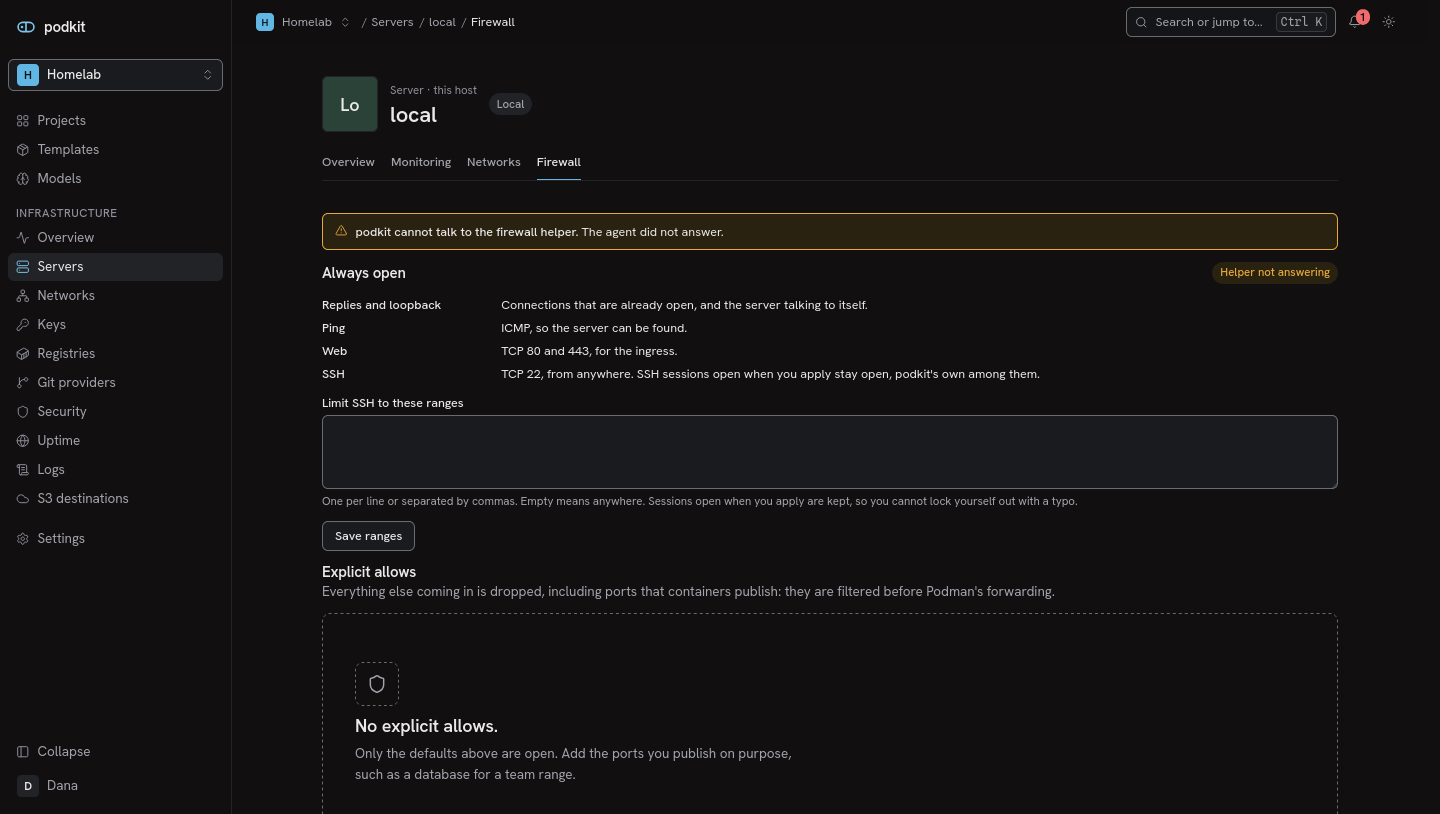 podkit
H Homelab
Projects
Templates
Models
INFRASTRUCTURE
Overview
Servers
Networks
Keys
Registries
Git providers
Security
Uptime
Logs
S3 destinations
Settings
Collapse
D Dana
H Homelab / Servers / local / Firewall
Search or jump to... Ctrl K
1
Lo
Server · this host
local
Local
Overview Monitoring Networks Firewall
podkit cannot talk to the firewall helper. The agent did not answer.
Always open
Helper not answering
Replies and loopback Connections that are already open, and the server talking to itself.
Ping ICMP, so the server can be found.
Web TCP 80 and 443, for the ingress.
SSH TCP 22, from anywhere. SSH sessions open when you apply stay open, podkit's own among them.
Limit SSH to these ranges
One per line or separated by commas. Empty means anywhere. Sessions open when you apply are kept, so you cannot lock yourself out with a typo.
Save ranges
Explicit allows
Everything else coming in is dropped, including ports that containers publish: they are filtered before Podman's forwarding.
No explicit allows.
Only the defaults above are open. Add the ports you publish on purpose,
such as a database for a team range.